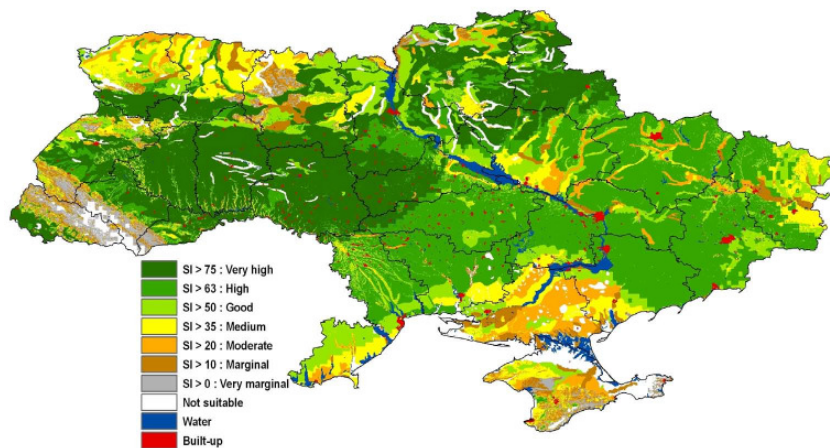 SI > 75 : Very high
SI > 63 : High
SI > 50 : Good
SI > 35 : Medium
SI > 20 : Moderate
SI > 10 : Marginal
SI > 0 : Very marginal
Not suitable
Water
Built-up